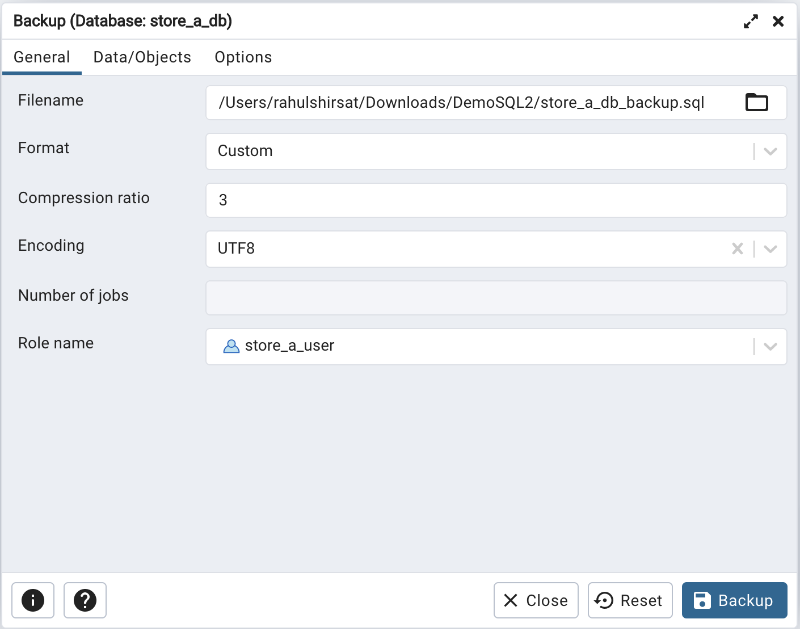 Backup (Database: store_a_db)
General Data/Objects Options
Filename /Users/rahulshirsat/Downloads/DemoSQL2/store_a_db_backup.sql
Format Custom
Compression ratio 3
Encoding UTF8
Number of jobs
Role name store_a_user
Close Reset Backup